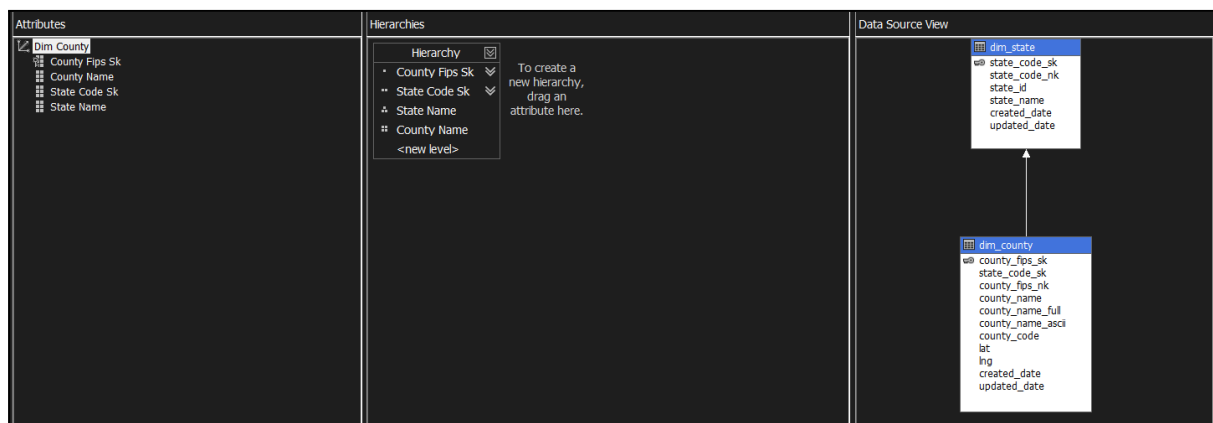 Attributes
Dim County
County Fips Sk
County Name
State Code Sk
State Name
Hierarchies
Hierarchy
County Fips Sk
State Code Sk
State Name
County Name
<new level>
To create a
new hierarchy,
drag an
attribute here.
Data Source View
dim_state
state_code_sk
state_code_nk
state_id
state_name
created_date
updated_date
dim_county
county_fips_sk
state_code_sk
county_fips_nk
county_name
county_name_full
county_name_ascii
county_code
lat
lng
created_date
updated_date